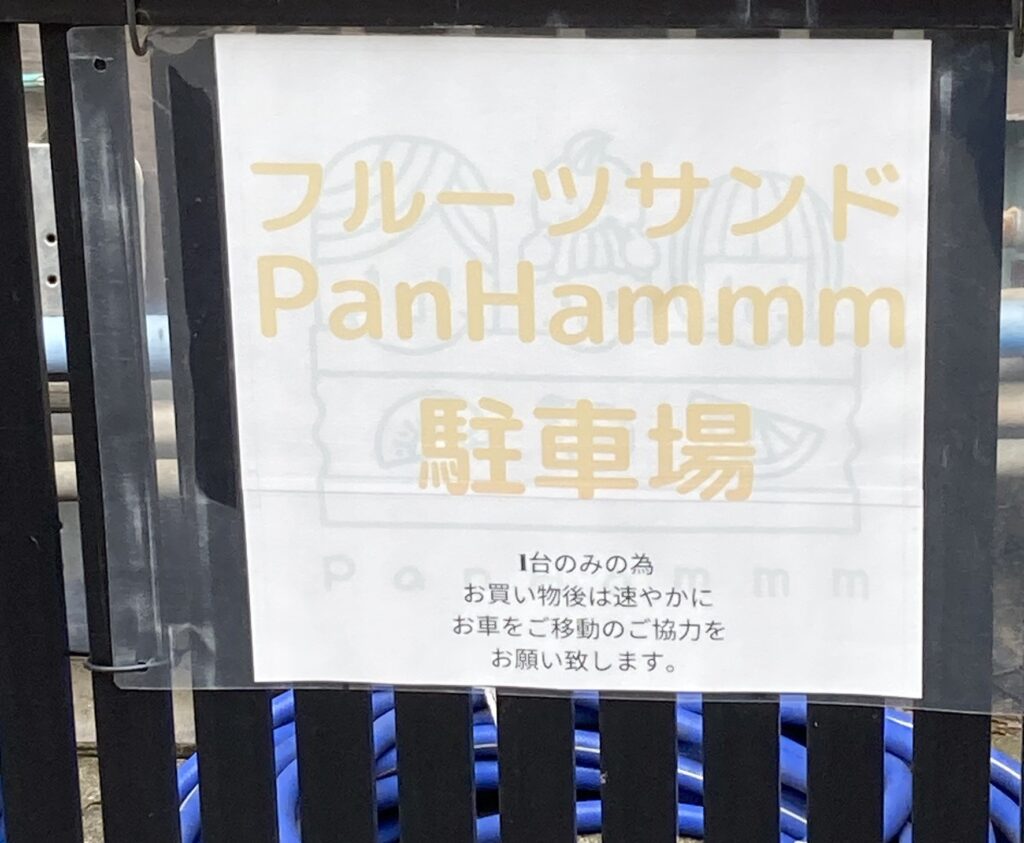 フルーツサンド
PanHammm
駐車場
1台のみの為
お買い物後は速やかに
お車をご移動のご協力を
お願い致します。
PanHammm